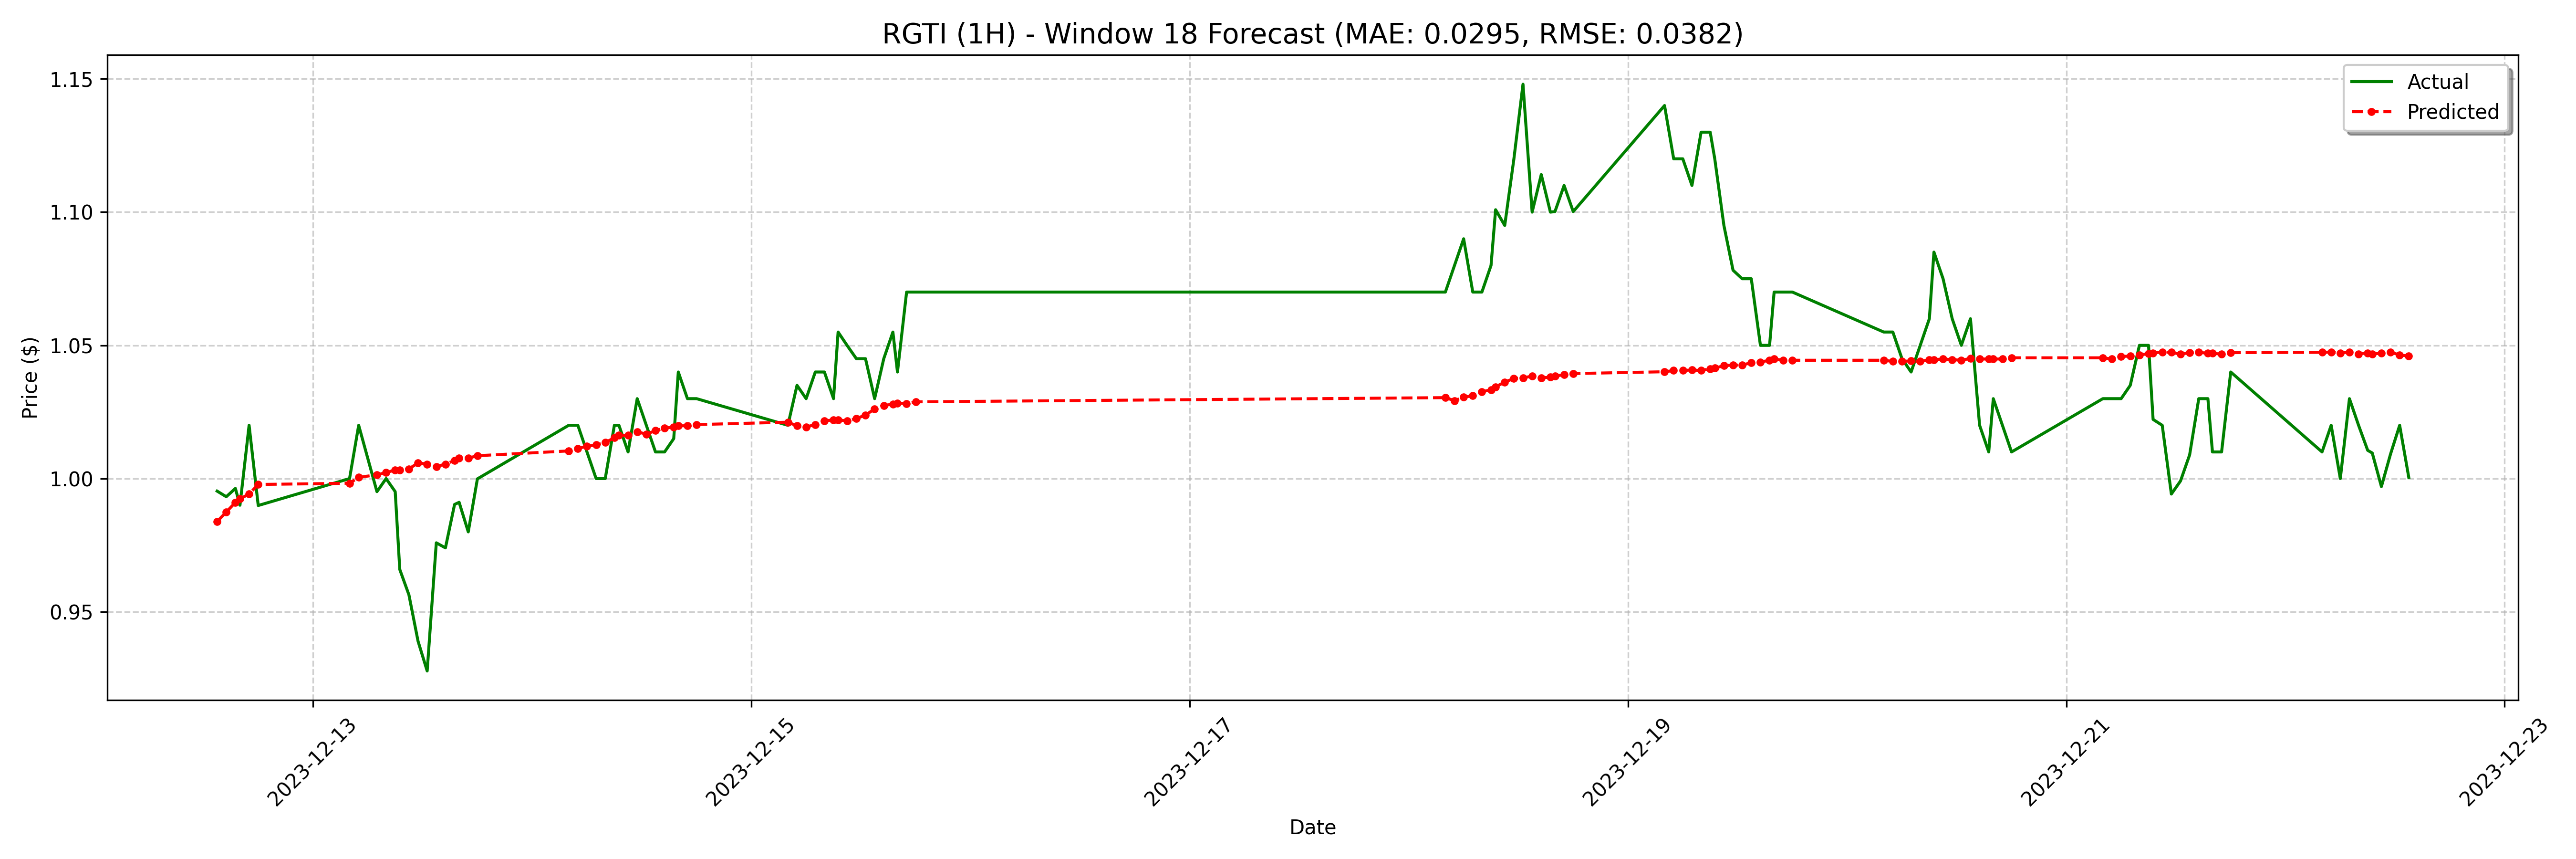 RGTI (1H) - Window 18 Forecast (MAE: 0.0295, RMSE: 0.0382)
Actual
Predicted
Price ($)
1.15
1.10
1.05
1.00
0.95
2023-12-13
2023-12-15
2023-12-17
2023-12-19
2023-12-21
2023-12-23
Date